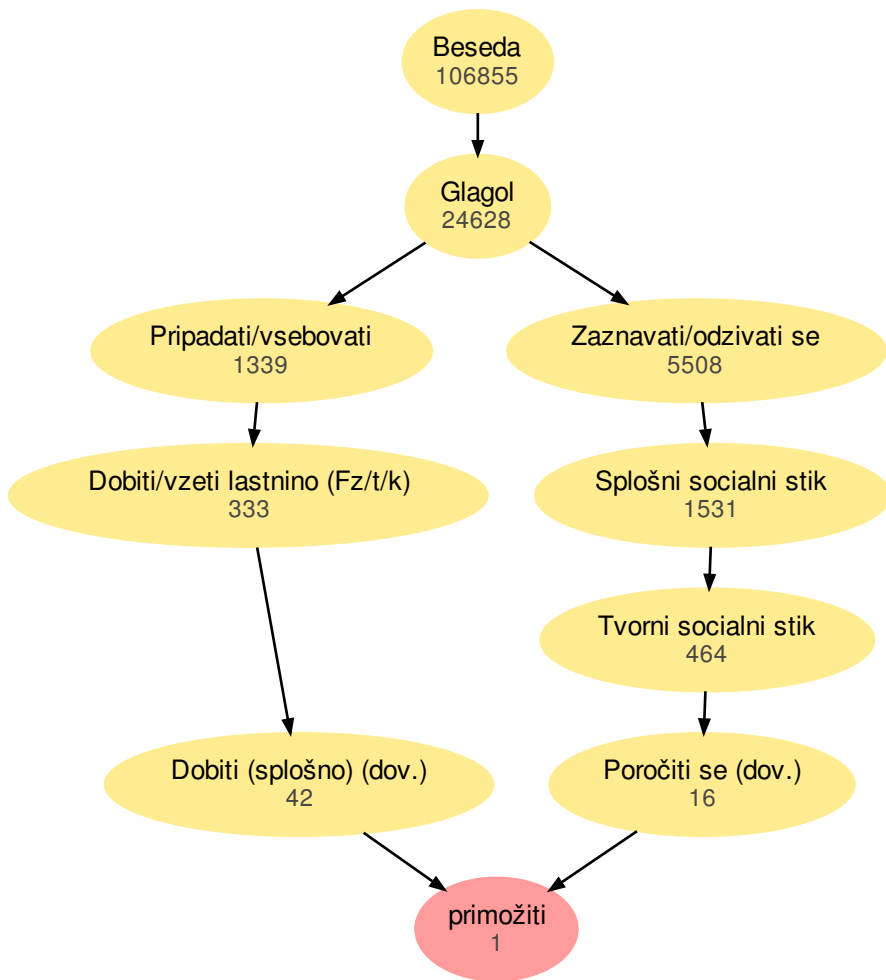 Beseda
106855
Glagol
24628
Pripadati/vsebovati
1339
Zaznavati/odzivati se
5508
Dobiti/vzeti lastnino (Fz/t/k)
333
Splošni socialni stik
1531
Tvorni socialni stik
464
Dobiti (splošno) (dov.)
42
Poročiti se (dov.)
16
primožiti
1